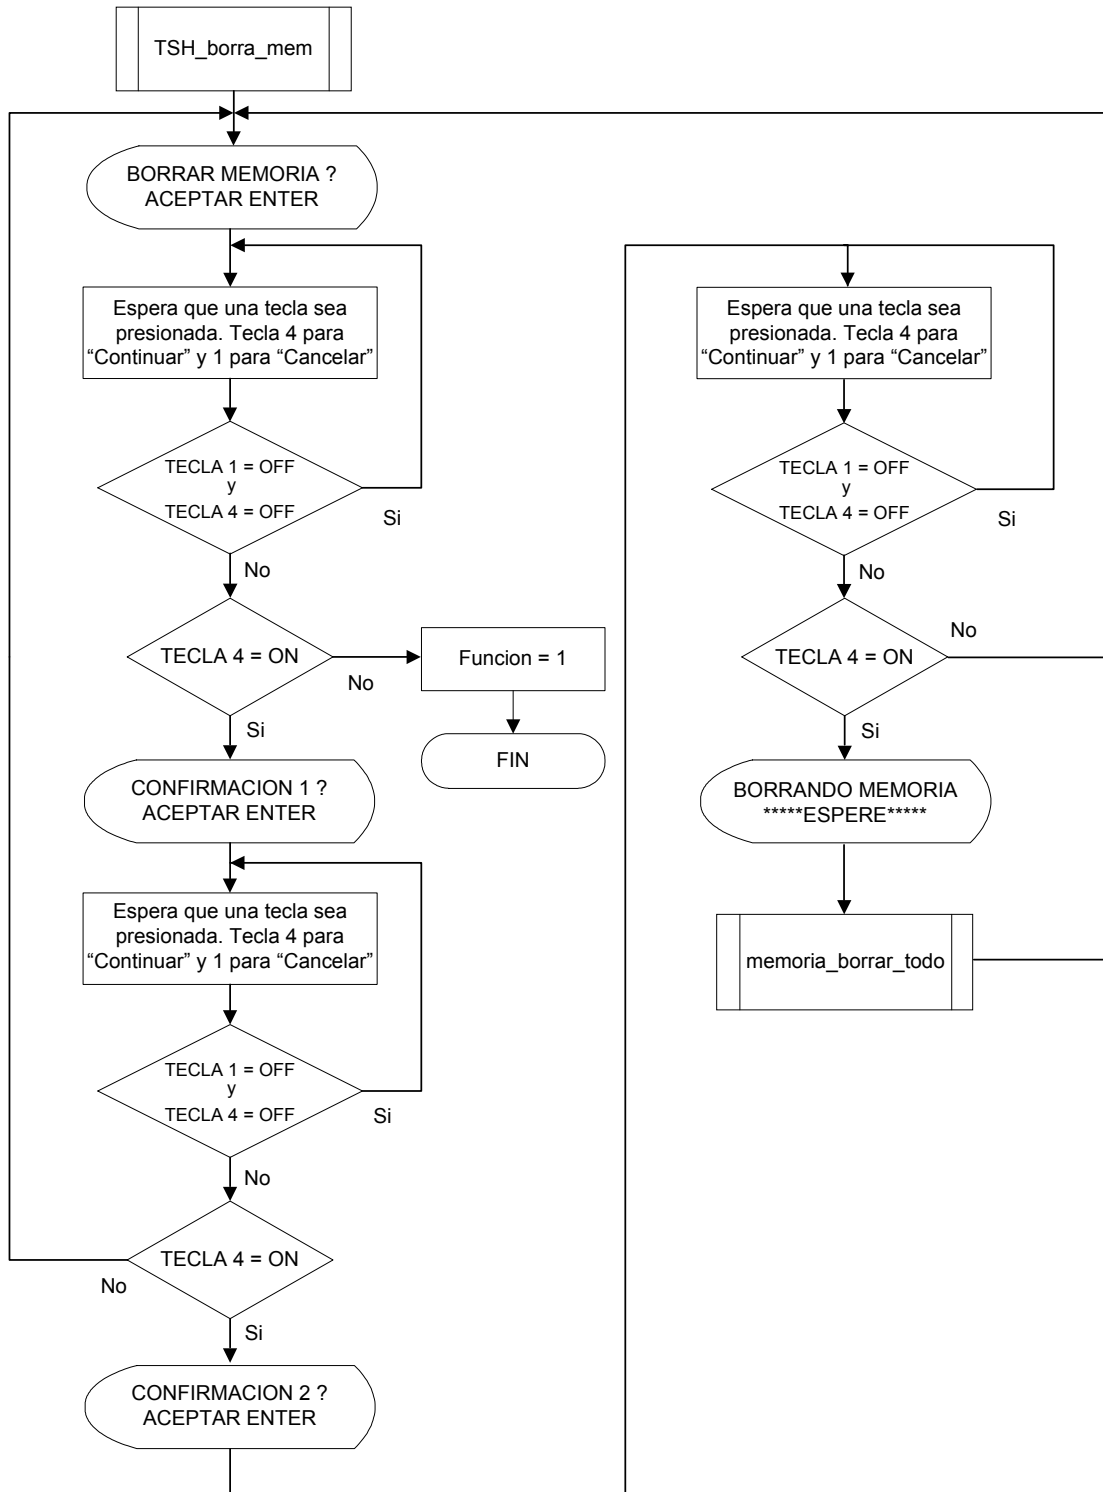 TSH_borra_mem
BORRAR MEMORIA ?
ACEPTAR ENTER
Espera que una tecla sea
presionada. Tecla 4 para
“Continuar” y 1 para “Cancelar”
TECLA 1 = OFF
y
TECLA 4 = OFF
Si
No
TECLA 4 = ON
No
Si
Funcion = 1
FIN
CONFIRMACION 1 ?
ACEPTAR ENTER
Espera que una tecla sea
presionada. Tecla 4 para
“Continuar” y 1 para “Cancelar”
TECLA 1 = OFF
y
TECLA 4 = OFF
Si
No
TECLA 4 = ON
No
Si
CONFIRMACION 2 ?
ACEPTAR ENTER
Espera que una tecla sea
presionada. Tecla 4 para
“Continuar” y 1 para “Cancelar”
TECLA 1 = OFF
y
TECLA 4 = OFF
Si
No
TECLA 4 = ON
No
Si
BORRANDO MEMORIA
*****ESPERE*****
memoria_borrar_todo